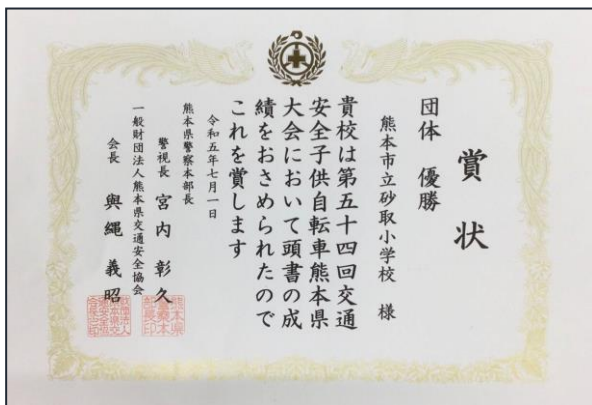 賞状
団体 優勝
熊本市立砂取小学校 様
貴校は第五十四回交通
安全子供自転車熊本県
大会において頭書の成
績をおさめられたので
これを賞します
令和五年七月一日
熊本県警察本部長
警視長 宮内 彰久
一般財団法人熊本県交通安全協会
会長 與縄 義昭